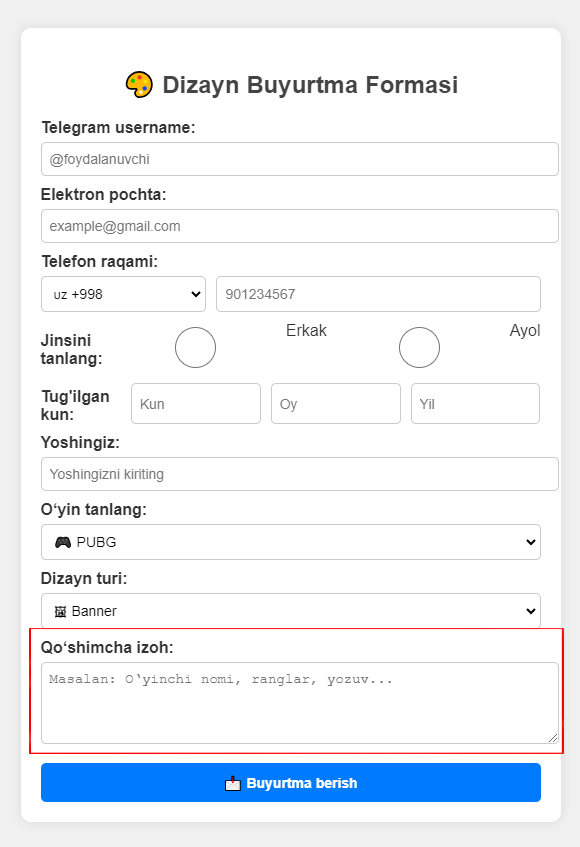 🎨 Dizayn Buyurtma Formasi
Telegram username:
@foydalanuvchi
Elektron pochta:
example@gmail.com
Telefon raqami:
uz +998 901234567
Jinsini tanlang: Erkak Ayol
Tug'ilgan kun: Kun Oy Yil
Yoshingiz:
Yoshingizni kiriting
O‘yin tanlang:
🎮 PUBG
Dizayn turi:
🖼 Banner
Qo‘shimcha izoh:
Masalan: O‘yinchi nomi, ranglar, yozuv...
📩 Buyurtma berish